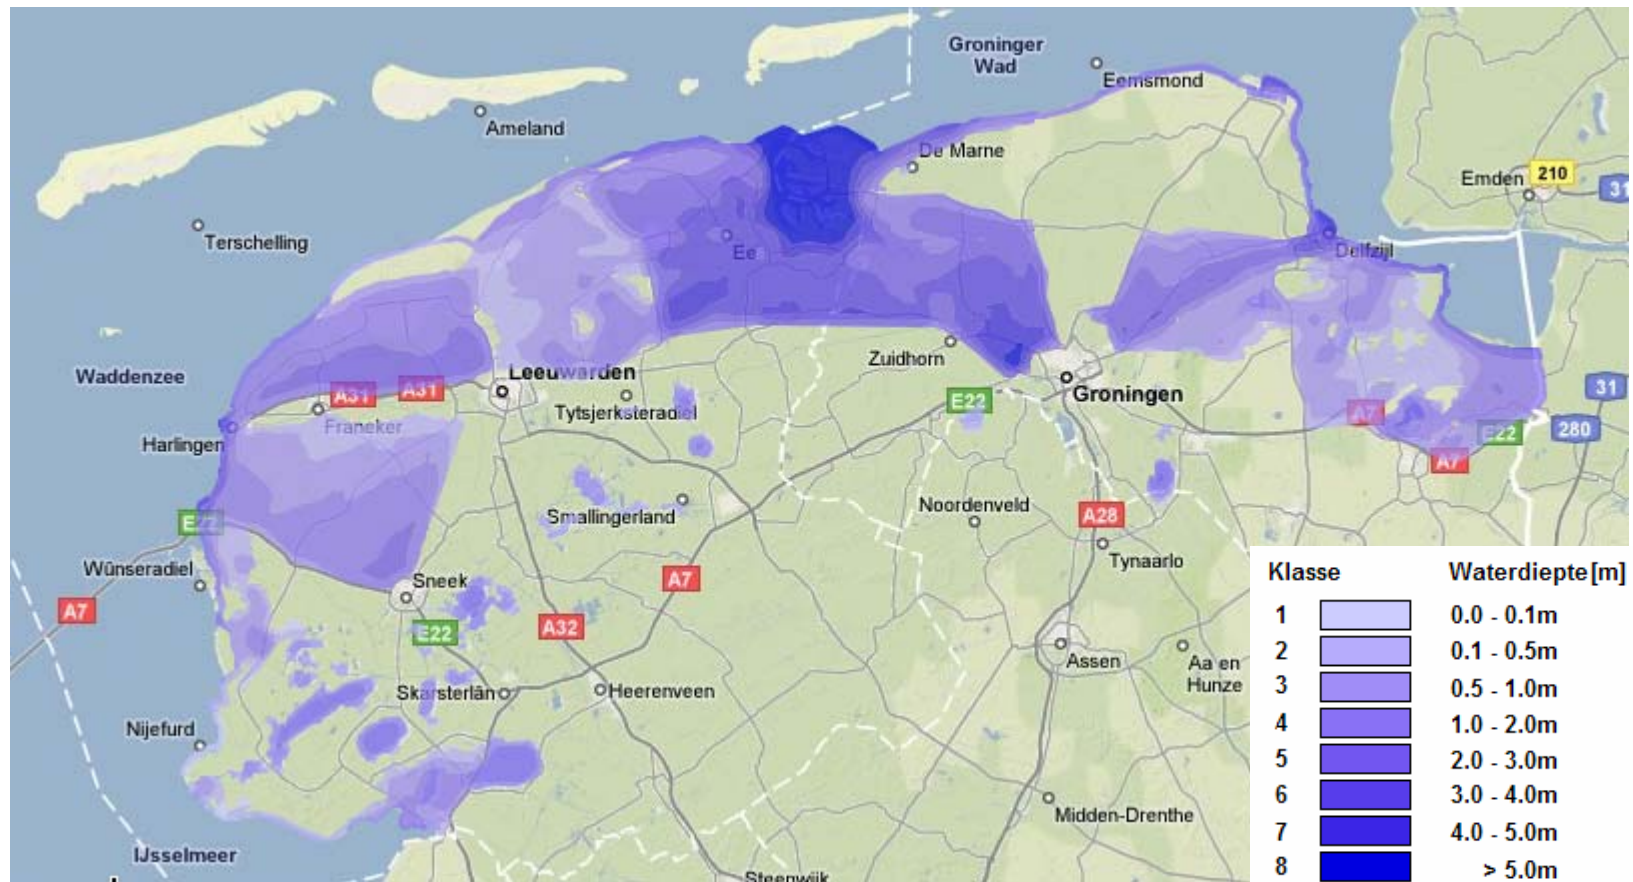 Groninger
Wad
Eemsmond
Ameland
De Marne
Emden
210
31
Terschelling
Ee
Delfzijl
Waddenzee
Zuidhorn
Leeuwarden
31
A31
A31
Tytsjerksteradiel
E22
Groningen
Franeker
A7
Harlingen
E22
280
A7
Smallingerland
Noordenveld
A28
E22
Tynaarlo
Wûnseradiel
Sneek
A7
A7
E22
A32
Assen
Aa en
Hunze
Skarsterlân
Heerenveen
Nijefurd
Midden-Drenthe
IJsselmeer
Steenwijk
Klasse Waterdiepte[m]
1 0.0 - 0.1m
2 0.1 - 0.5m
3 0.5 - 1.0m
4 1.0 - 2.0m
5 2.0 - 3.0m
6 3.0 - 4.0m
7 4.0 - 5.0m
8 > 5.0m